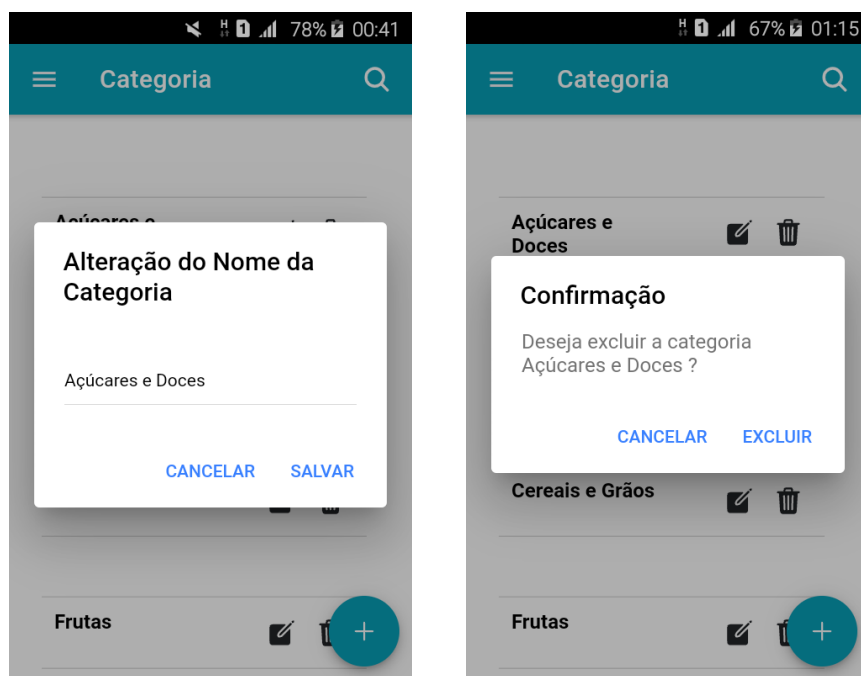 78% 00:41
Categoria
Açúcares e
Alteração do Nome da
Categoria
Açúcares e Doces
CANCELAR SALVAR
Frutas
+
H 1 67% 01:15
Categoria
Açúcares e
Doces
Confirmação
Deseja excluir a categoria
Açúcares e Doces ?
CANCELAR EXCLUIR
Cereais e Grãos
Frutas
+